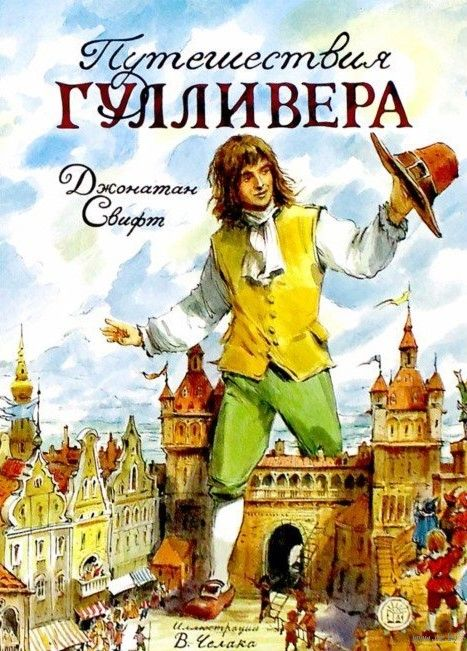 Путешествия
ГУЛЛИВЕРА
Джонатан
Свифт
Иллюстрации
В. Челака